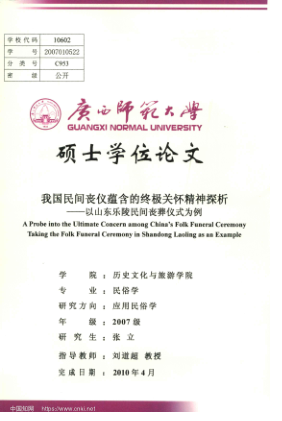 学校代码 10602
学 号 2007010522
分 类 号 C953
密 级 公开
广西师范大学
GUANGXI NORMAL UNIVERSITY
硕士学位论文
我国民间丧仪蕴含的终极关怀精神探析
——以山东乐陵民间丧葬仪式为例
A Probe into the Ultimate Concern among China's Folk Funeral Ceremony
Taking the Folk Funeral Ceremony in Shandong Laoling as an Example
学 院：历史文化与旅游学院
专 业：民俗学
研究方向：应用民俗学
年 级：2007级
研 究 生：张 立
指导教师：刘道超 教授
完成日期：2010年4月
中国知网 https://www.cnki.net